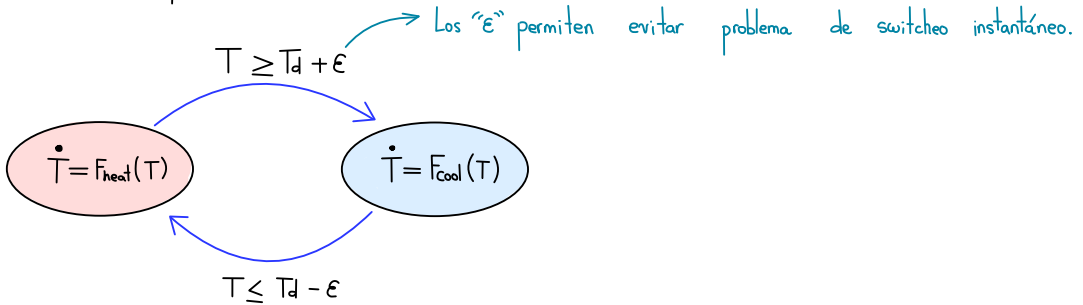 Los "ε" permiten evitar problema de switcheo instantáneo.
T ≥ Td + ε
Ṫ = Fheat(T)
Ṫ = Fcool(T)
T ≤ Td - ε